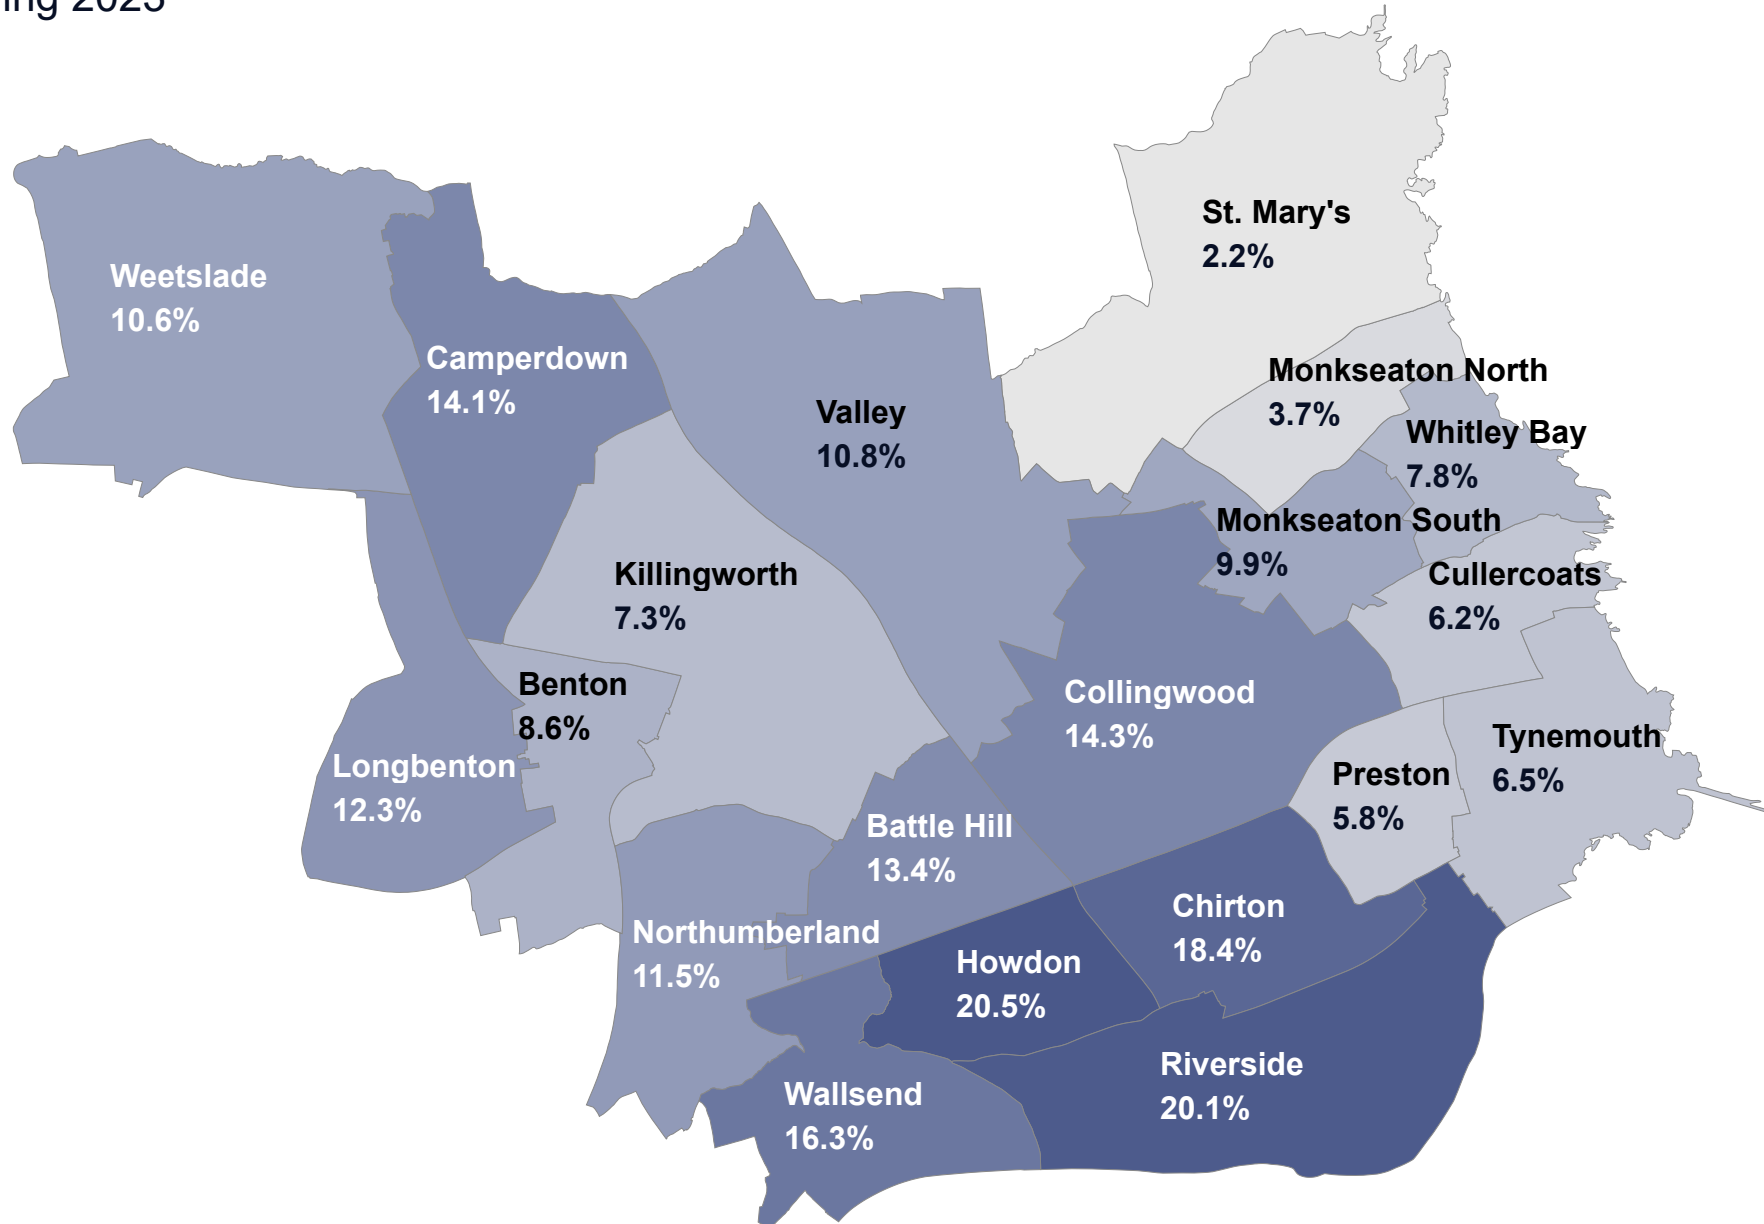 2023
St. Mary's
2.2%
Weetslade
10.6%
Camperdown
14.1%
Monkseaton North
3.7%
Valley
10.8%
Whitley Bay
7.8%
Monkseaton South
9.9%
Killingworth
7.3%
Cullercoats
6.2%
Benton
8.6%
Collingwood
14.3%
Tynemouth
6.5%
Longbenton
12.3%
Preston
5.8%
Battle Hill
13.4%
Chirton
18.4%
Northumberland
11.5%
Howdon
20.5%
Riverside
20.1%
Wallsend
16.3%